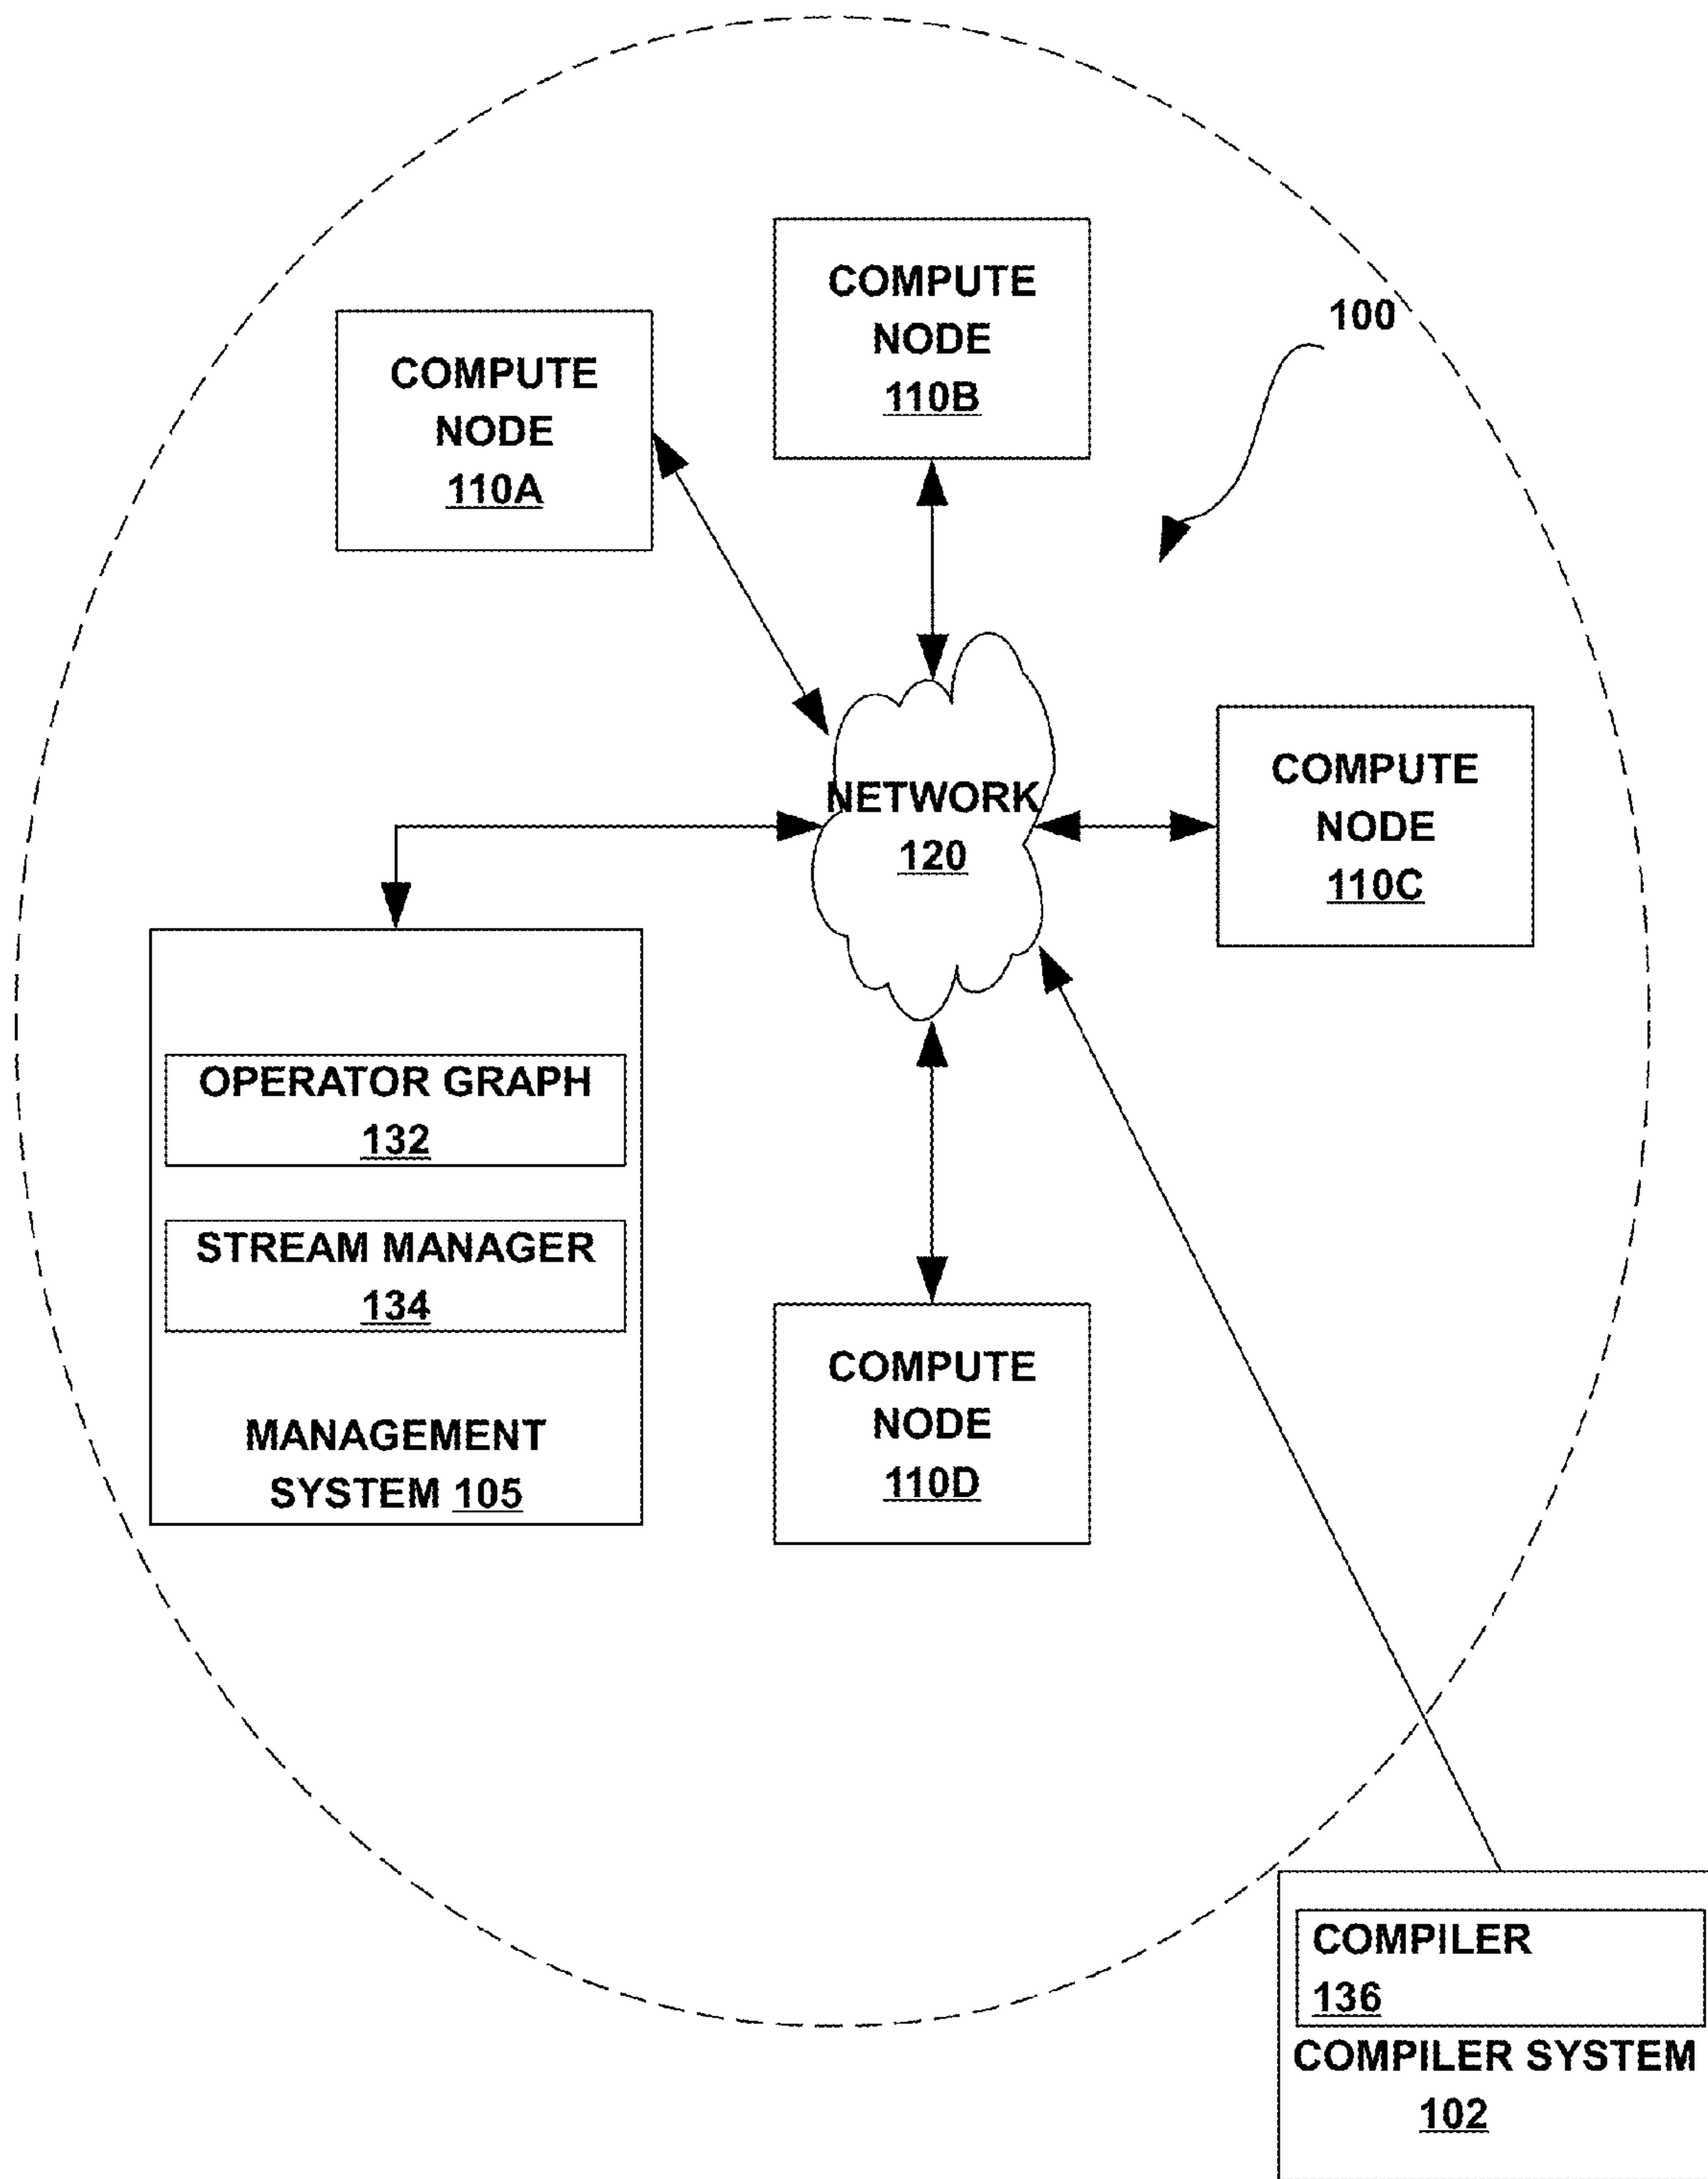 COMPUTE
NODE
110B
100
COMPUTE
NODE
110A
NETWORK
120
COMPUTE
NODE
110C
OPERATOR GRAPH
132
STREAM MANAGER
134
MANAGEMENT
SYSTEM 105
COMPUTE
NODE
110D
COMPILER
136
COMPILER SYSTEM
102